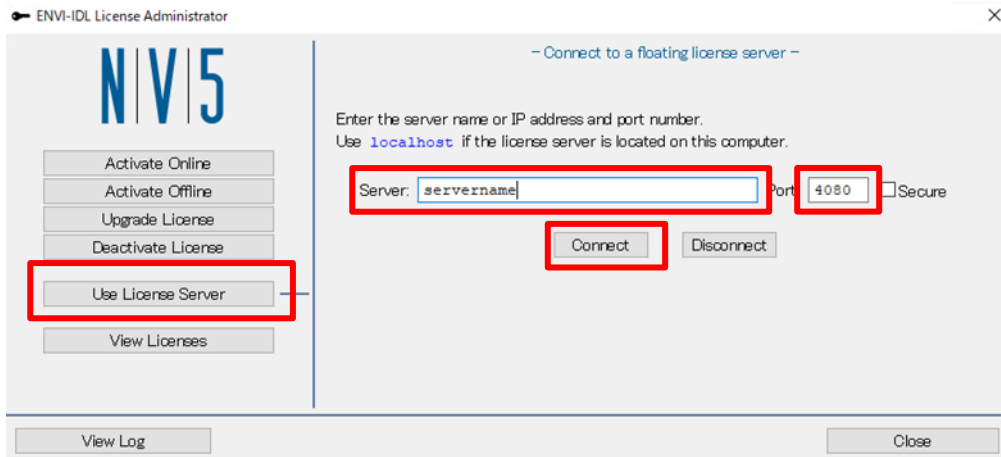 ENVI-IDL License Administrator
NV5
Activate Online
Activate Offline
Upgrade License
Deactivate License
Use License Server
View Licenses
- Connect to a floating license server -
Enter the server name or IP address and port number.
Use localhost if the license server is located on this computer.
Server: servername Port 4080 Secure
Connect Disconnect
View Log Close